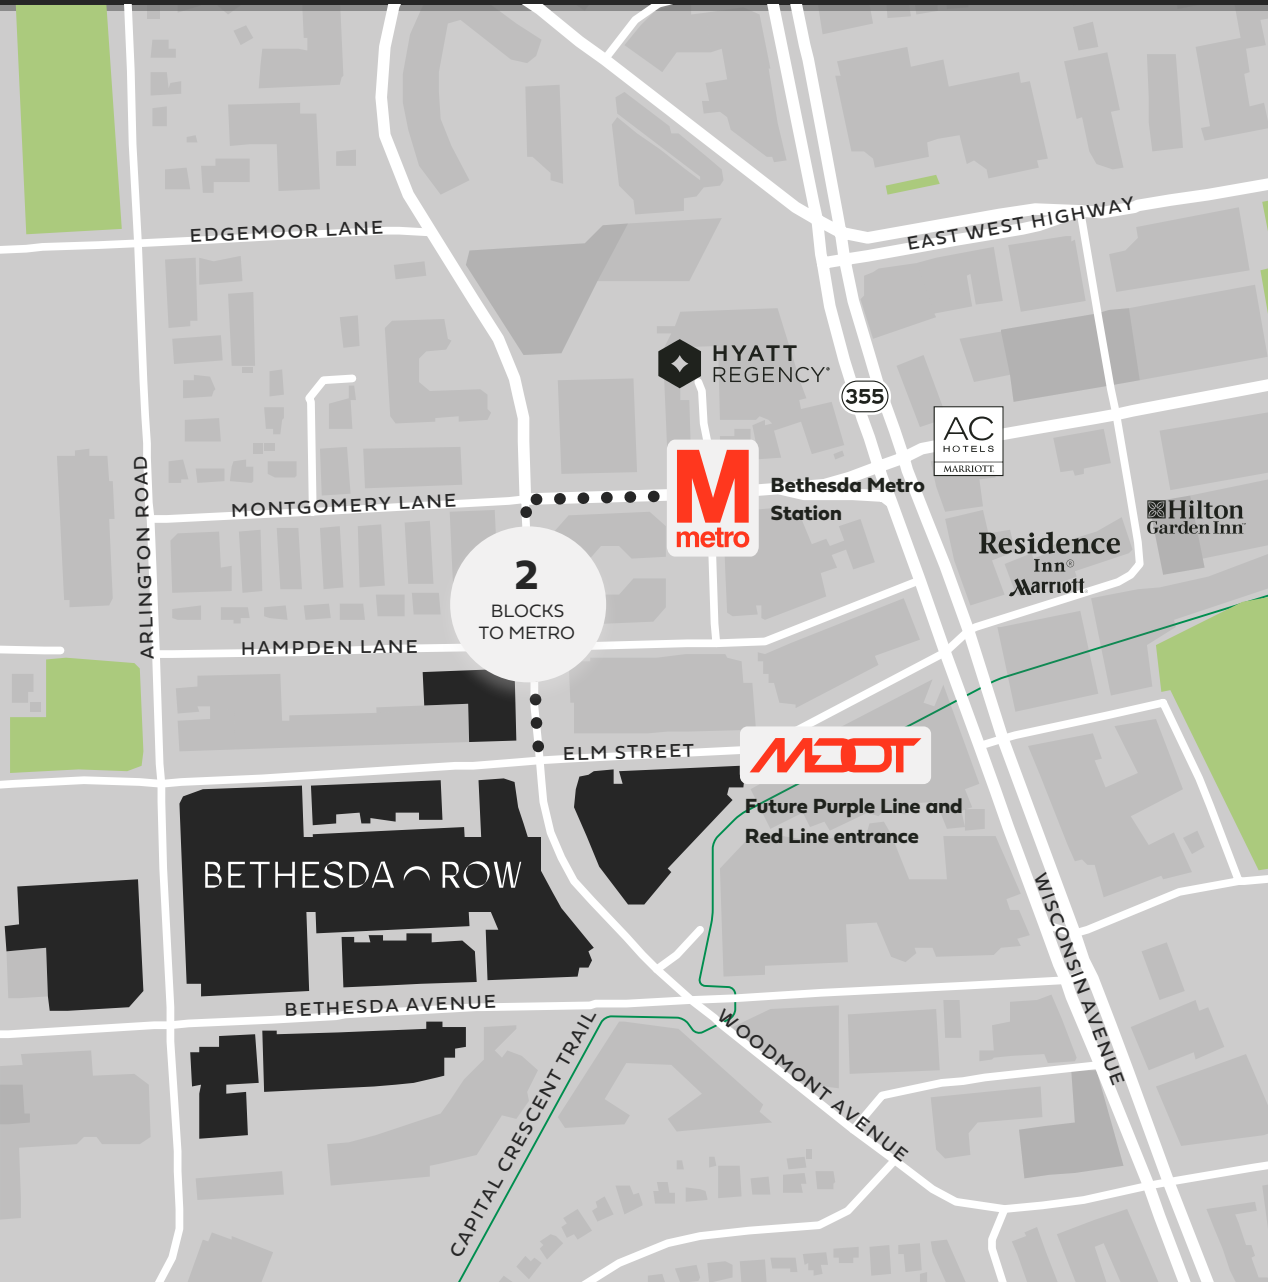 EDGEMOOR LANE
EAST WEST HIGHWAY
HYATT
REGENCY®
355
AC
HOTELS
MARRIOTT
ARLINGTON ROAD
MONTGOMERY LANE
M
metro
Bethesda Metro
Station
Hilton
Garden Inn™
Residence
Inn®
Marriott
2
BLOCKS
TO METRO
HAMPDEN LANE
ELM STREET
MDOT
Future Purple Line and
Red Line entrance
BETHESDA ROW
WISCONSIN AVENUE
BETHESDA AVENUE
CAPITAL CRESCENT TRAIL
WOODMONT AVENUE